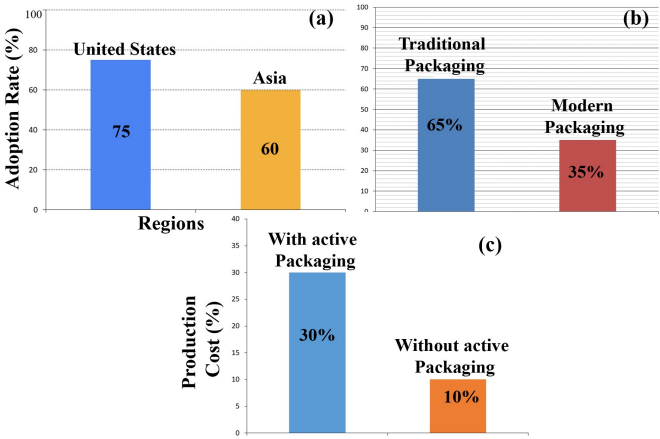 (a)
Adoption Rate (%)
100
80
60
40
20
0
United States
75
Asia
60
Regions
(b)
100
90
80
70
60
50
40
30
20
10
0
Traditional
Packaging
65%
Modern
Packaging
35%
(c)
Production
Cost (%)
40
35
30
25
20
15
10
5
0
With active
Packaging
30%
Without active
Packaging
10%